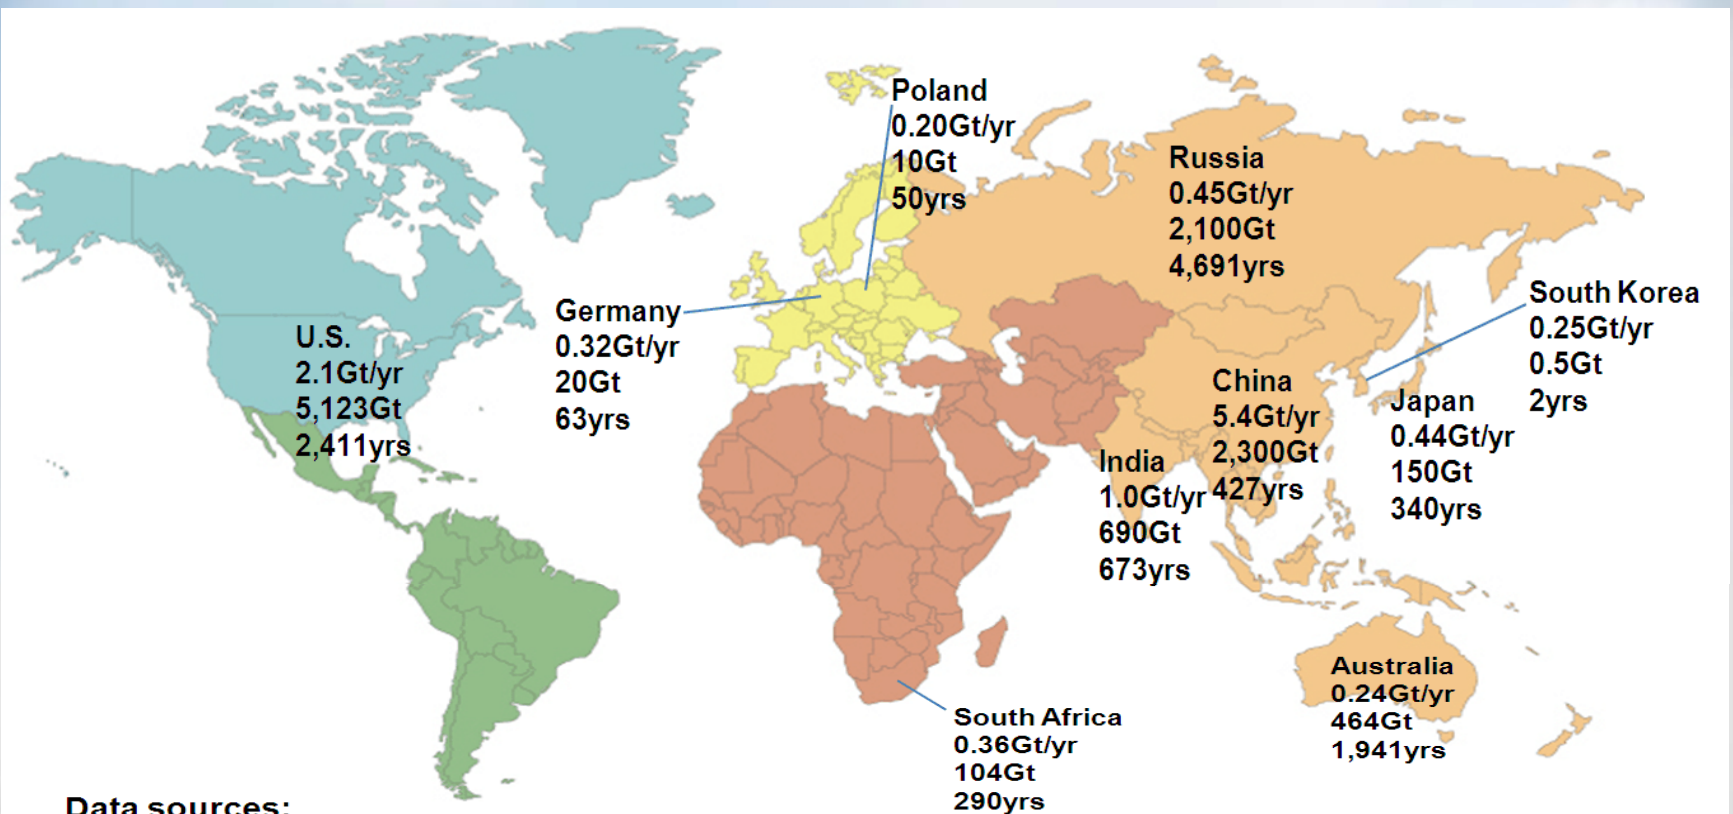 Poland
0.20Gt/yr
10Gt
50yrs
Russia
0.45Gt/yr
2,100Gt
4,691yrs
South Korea
0.25Gt/yr
0.5Gt
2yrs
Germany
0.32Gt/yr
20Gt
63yrs
U.S.
2.1Gt/yr
5,123Gt
2,411yrs
China
5.4Gt/yr
2,300Gt
427yrs
Japan
0.44Gt/yr
150Gt
340yrs
India
1.0Gt/yr
690Gt
673yrs
Australia
0.24Gt/yr
464Gt
1,941yrs
South Africa
0.36Gt/yr
104Gt
290yrs
Data sources: